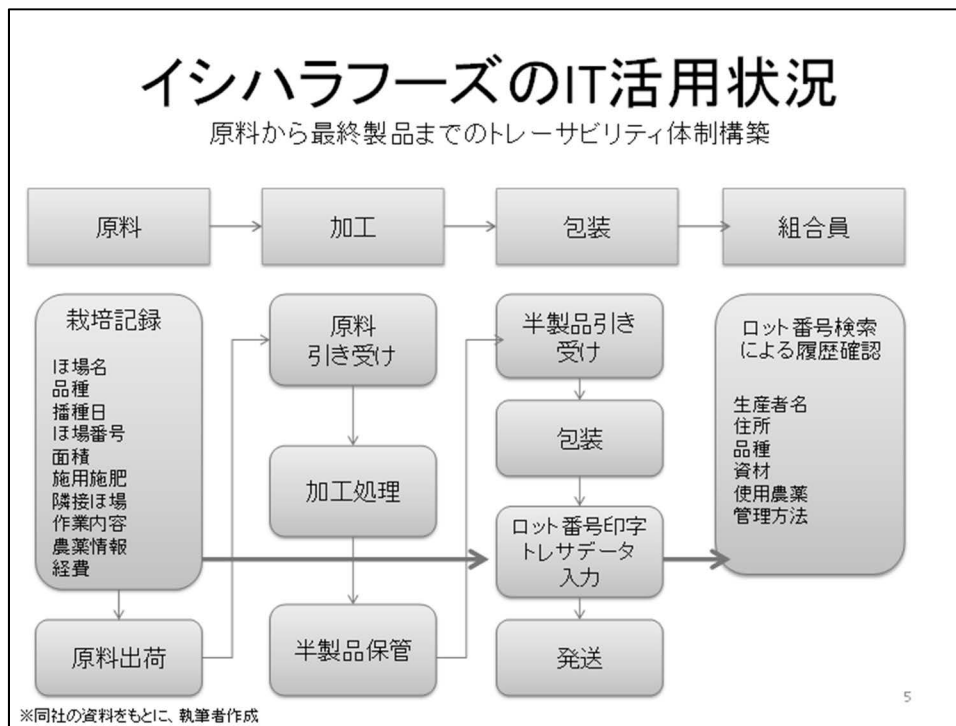 イシハラフーズのIT活用状況
原料から最終製品までのトレーサビリティ体制構築
原料
加工
包装
組合員
栽培記録
ほ場名
品種
播種日
ほ場番号
面積
施用施肥
隣接ほ場
作業内容
農薬情報
経費
原料出荷
原料
引き受け
加工処理
半製品保管
半製品引き
受け
包装
ロット番号印字
トレサデータ
入力
発送
ロット番号検索
による履歴確認
生産者名
住所
品種
資材
使用農薬
管理方法
※同社の資料をもとに、執筆者作成
5